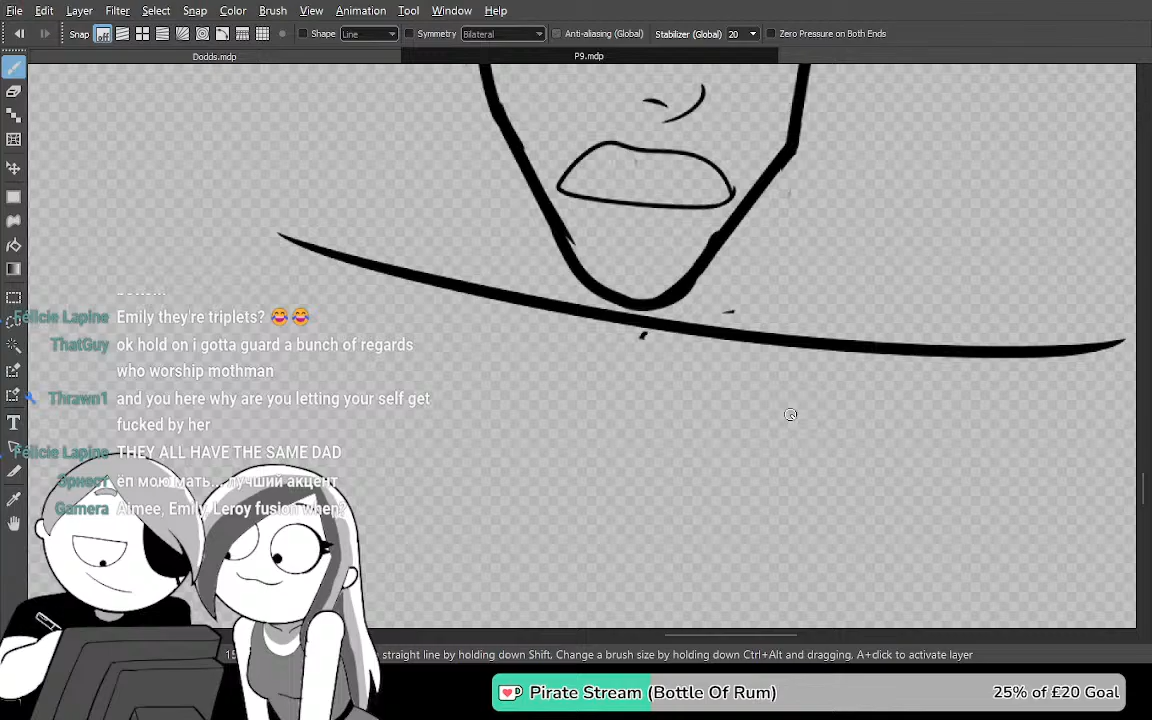 File Edit Layer Filter Select Snap Color Brush View Animation Tool Window Help
Snap off Shape Line Symmetry Bilateral Anti-aliasing (Global) Stabilizer (Global) 20 Zero Pressure on Both Ends
Dodds.mdp P9.mdp
Félicie Lapine Emily they're triplets? 😂 😂
ThatGuy ok hold on i gotta guard a bunch of regards
who worship mothman
Thrawn1 and you here why are you letting your self get
fucked by her
Félicie Lapine THEY ALL HAVE THE SAME DAD
Эрнест ёп мою мать... лучший акцент
Gamera Aimee, Emily, Leroy fusion when?
straight line by holding down Shift, Change a brush size by holding down Ctrl+Alt and dragging, A+click to activate layer
Pirate Stream (Bottle Of Rum) 25% of £20 Goal